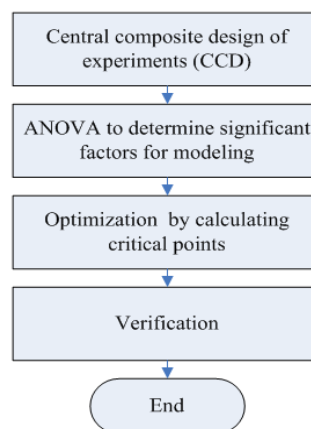 Central composite design of
experiments (CCD)
ANOVA to determine significant
factors for modeling
Optimization by calculating
critical points
Verification
End